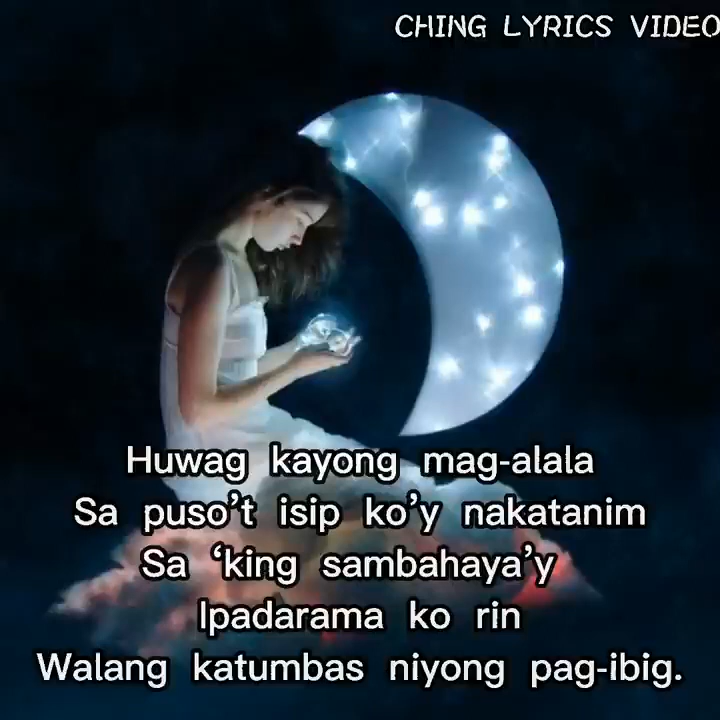 CHING LYRICS VIDEO
Huwag kayong mag-alala
Sa puso’t isip ko’y nakatanim
Sa ‘king sambahaya’y
Ipadarama ko rin
Walang katumbas niyong pag-ibig.